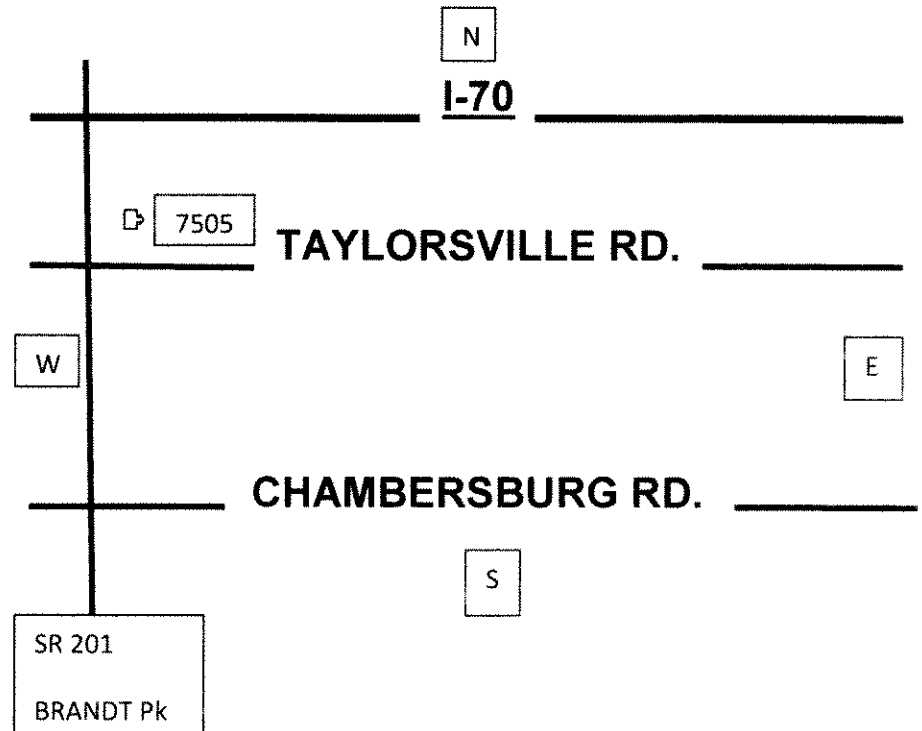 N
I-70
7505
TAYLORSVILLE RD.
W
E
CHAMBERSBURG RD.
S
SR 201
BRANDT Pk